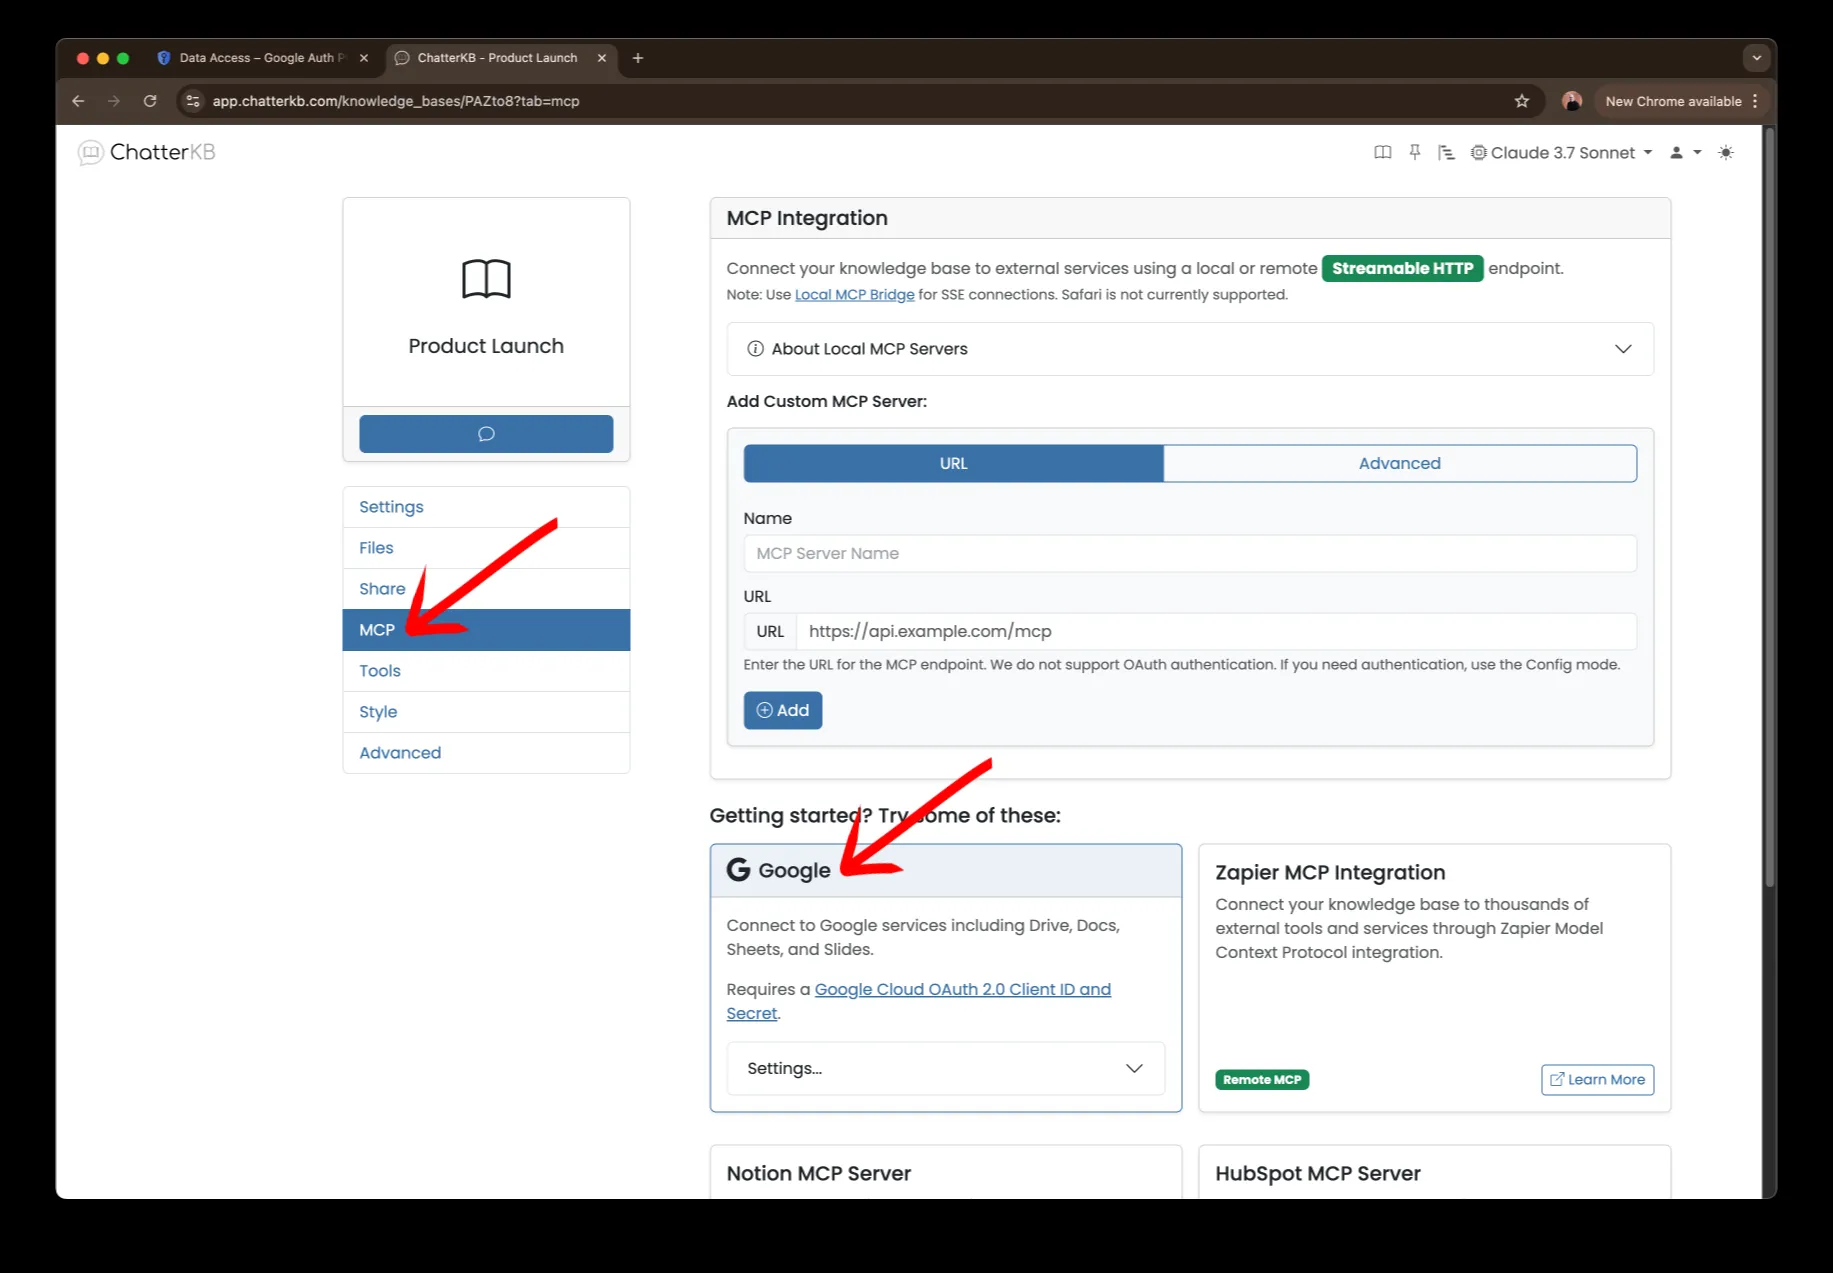 Data Access – Google Auth P
ChatterKB - Product Launch
app.chatterkb.com/knowledge_bases/PAZto8?tab=mcp
New Chrome available
ChatterKB
Claude 3.7 Sonnet
Product Launch
Settings
Files
Share
MCP
Tools
Style
Advanced
MCP Integration
Connect your knowledge base to external services using a local or remote Streamable HTTP endpoint.
Note: Use Local MCP Bridge for SSE connections. Safari is not currently supported.
About Local MCP Servers
Add Custom MCP Server:
URL
Advanced
Name
MCP Server Name
URL
URL https://api.example.com/mcp
Enter the URL for the MCP endpoint. We do not support OAuth authentication. If you need authentication, use the Config mode.
Add
Getting started? Try some of these:
Google
Connect to Google services including Drive, Docs,
Sheets, and Slides.
Requires a Google Cloud OAuth 2.0 Client ID and
Secret.
Settings...
Zapier MCP Integration
Connect your knowledge base to thousands of
external tools and services through Zapier Model
Context Protocol integration.
Remote MCP
Learn More
Notion MCP Server
HubSpot MCP Server